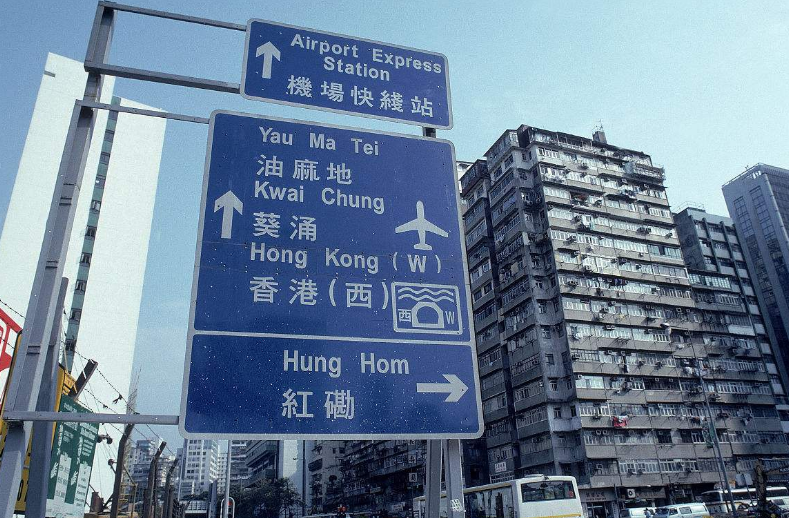 Airport Express
Station
機場快綫站
Yau Ma Tei
油麻地
Kwai Chung
葵涌
Hong Kong (W)
香港(西)
西 W
Hung Hom
紅磡